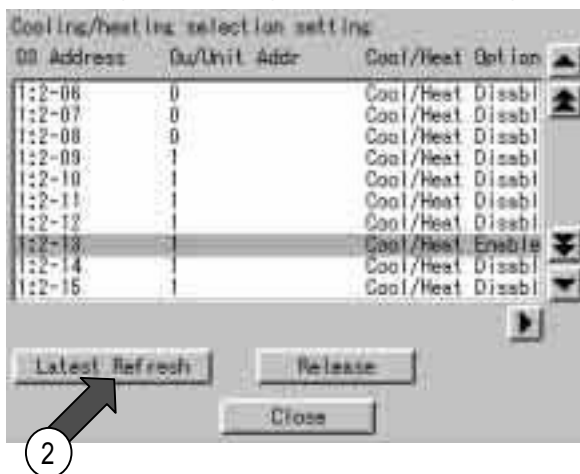 Cooling/heating selection setting
D3 Address Ou/Unit Addr Cool/Heat Option
1:2-06 0 Cool/Heat Disabl
1:2-07 0 Cool/Heat Disabl
1:2-08 0 Cool/Heat Disabl
1:2-09 1 Cool/Heat Disabl
1:2-10 1 Cool/Heat Disabl
1:2-11 1 Cool/Heat Disabl
1:2-12 1 Cool/Heat Disabl
1:2-13 1 Cool/Heat Enable
1:2-14 1 Cool/Heat Disabl
1:2-15 1 Cool/Heat Disabl
Latest Refresh Release
Close
2